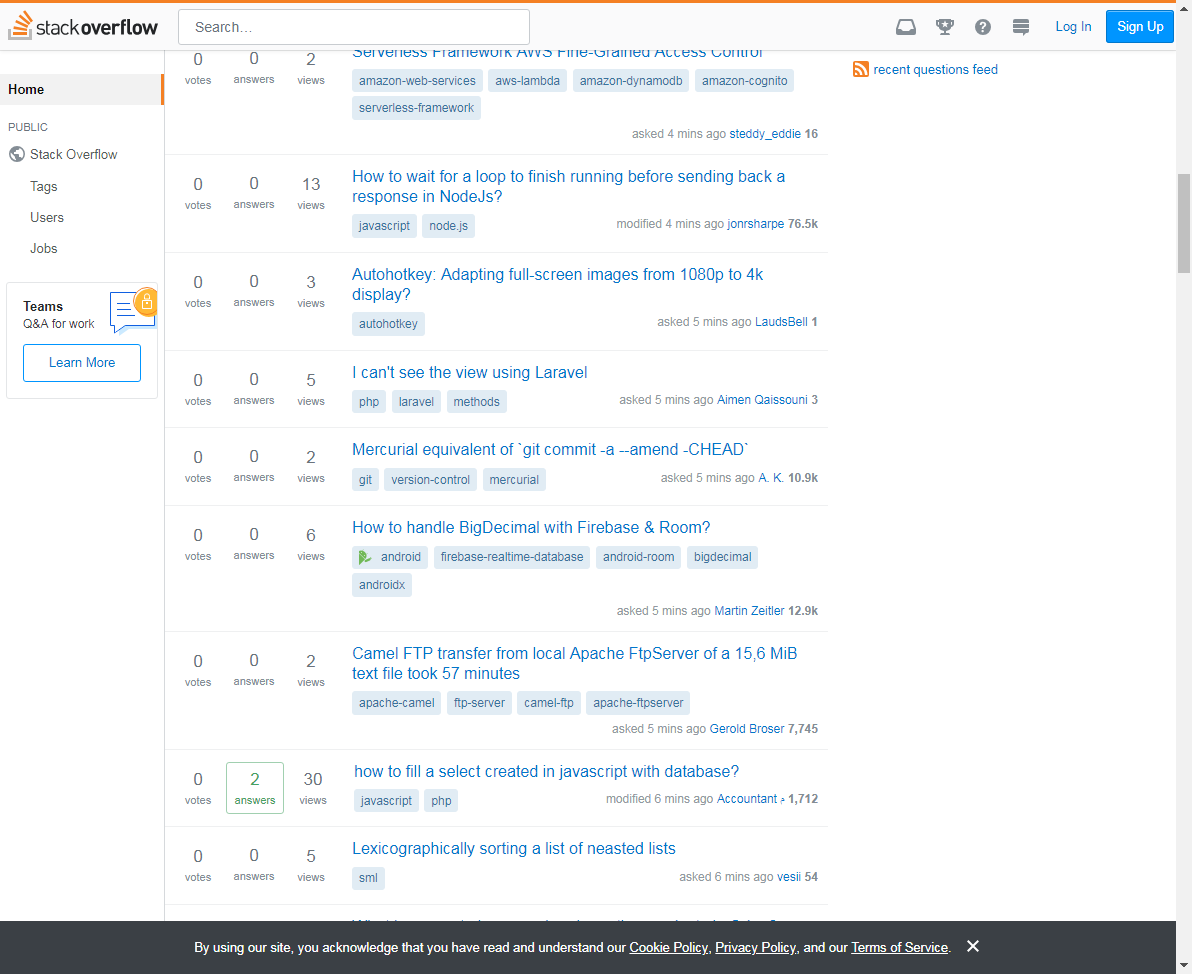 stackoverflow
Search…
Log In
Sign Up
Home
PUBLIC
Stack Overflow
Tags
Users
Jobs
Teams
Q&A for work
Learn More
0 votes 0 answers 2 views
Serverless Framework AWS Fine-Grained Access Control
amazon-web-services aws-lambda amazon-dynamodb amazon-cognito
serverless-framework
asked 4 mins ago steddy_eddie 16
0 votes 0 answers 13 views
How to wait for a loop to finish running before sending back a
response in NodeJs?
javascript node.js
modified 4 mins ago jonrsharpe 76.5k
0 votes 0 answers 3 views
Autohotkey: Adapting full-screen images from 1080p to 4k
display?
autohotkey
asked 5 mins ago LaudsBell 1
0 votes 0 answers 5 views
I can't see the view using Laravel
php laravel methods
asked 5 mins ago Aimen Qaissouni 3
0 votes 0 answers 2 views
Mercurial equivalent of `git commit -a --amend -CHEAD`
git version-control mercurial
asked 5 mins ago A. K. 10.9k
0 votes 0 answers 6 views
How to handle BigDecimal with Firebase & Room?
android firebase-realtime-database android-room bigdecimal
androidx
asked 5 mins ago Martin Zeitler 12.9k
0 votes 0 answers 2 views
Camel FTP transfer from local Apache FtpServer of a 15,6 MiB
text file took 57 minutes
apache-camel ftp-server camel-ftp apache-ftpserver
asked 5 mins ago Gerold Broser 7,745
0 votes 2 answers 30 views
how to fill a select created in javascript with database?
javascript php
modified 6 mins ago Accountant م 1,712
0 votes 0 answers 5 views
Lexicographically sorting a list of neasted lists
sml
asked 6 mins ago vesii 54
recent questions feed
By using our site, you acknowledge that you have read and understand our Cookie Policy, Privacy Policy, and our Terms of Service.